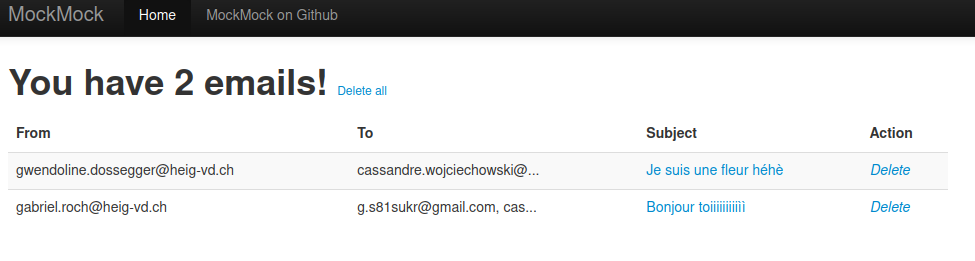 MockMock Home MockMock on Github
You have 2 emails! Delete all
From To Subject Action
gwendoline.dossegger@heig-vd.ch cassandre.wojciechowski@... Je suis une fleur héhè Delete
gabriel.roch@heig-vd.ch g.s81sukr@gmail.com, cas... Bonjour toiiiiiiiiiìì Delete